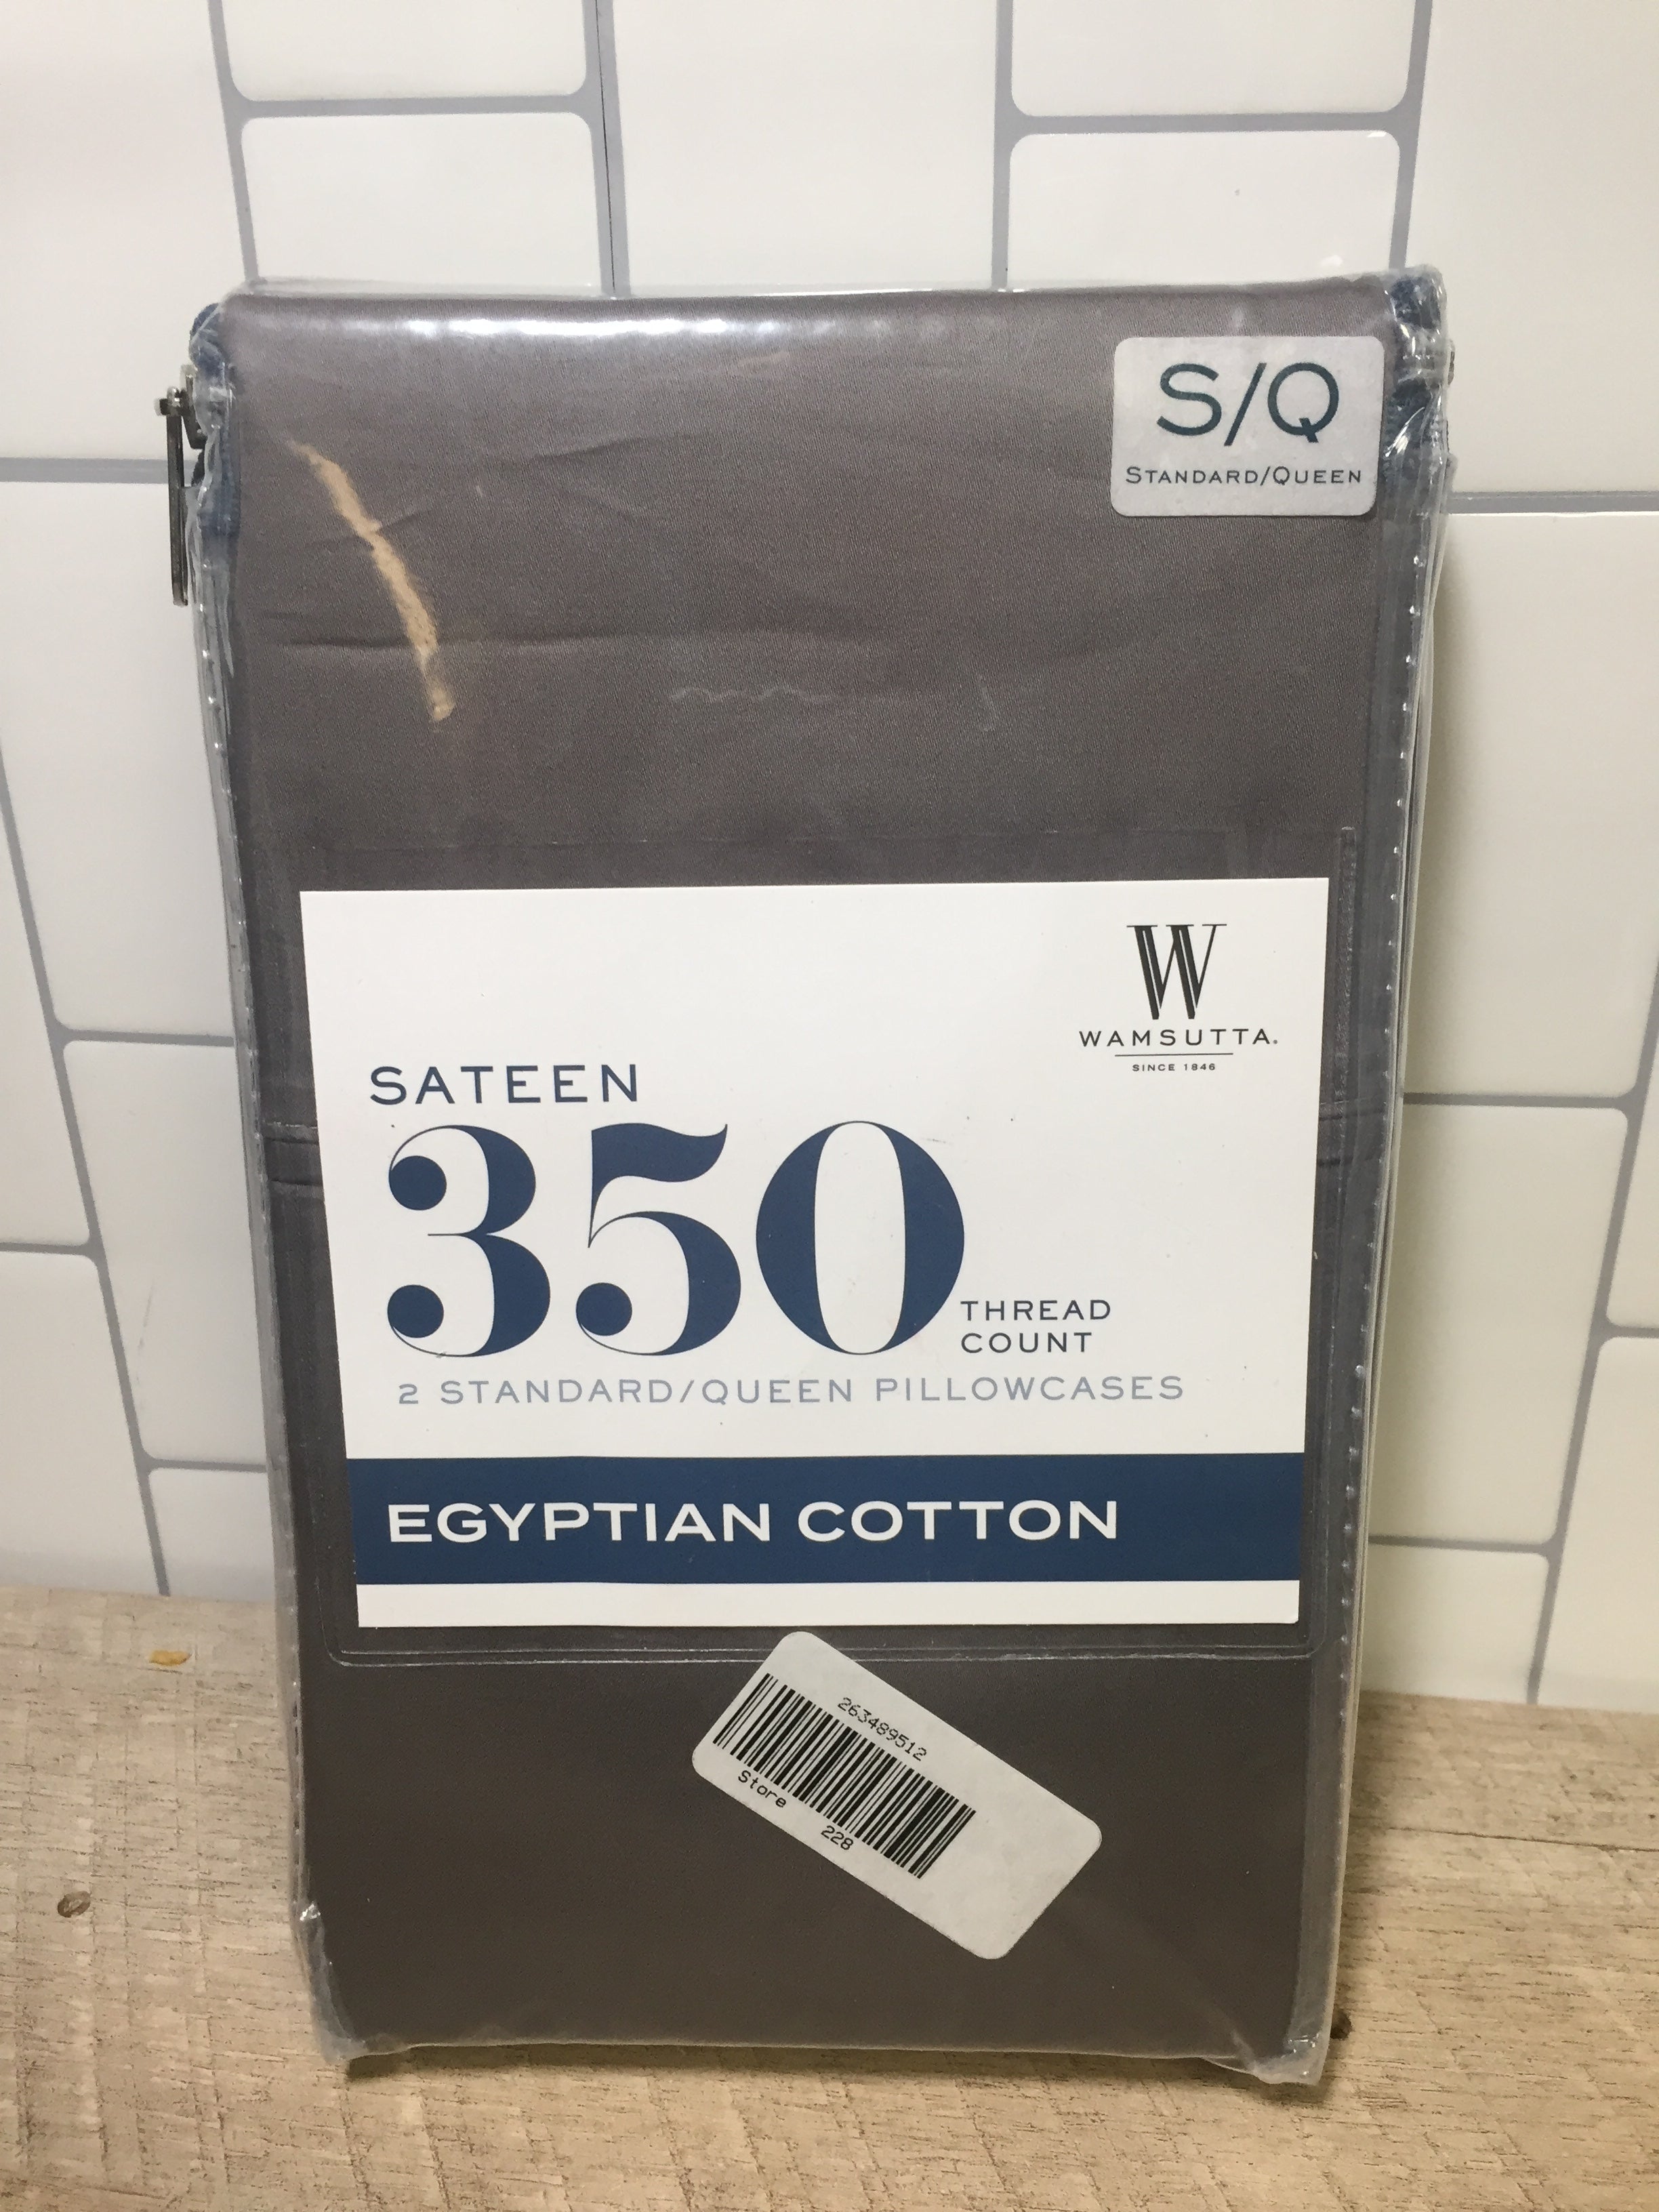 S/Q
STANDARD/QUEEN
W
WAMSUTTA®
SINCE 1846
SATEEN
350
THREAD
COUNT
2 STANDARD/QUEEN PILLOWCASES
EGYPTIAN COTTON
263489512
Store 228